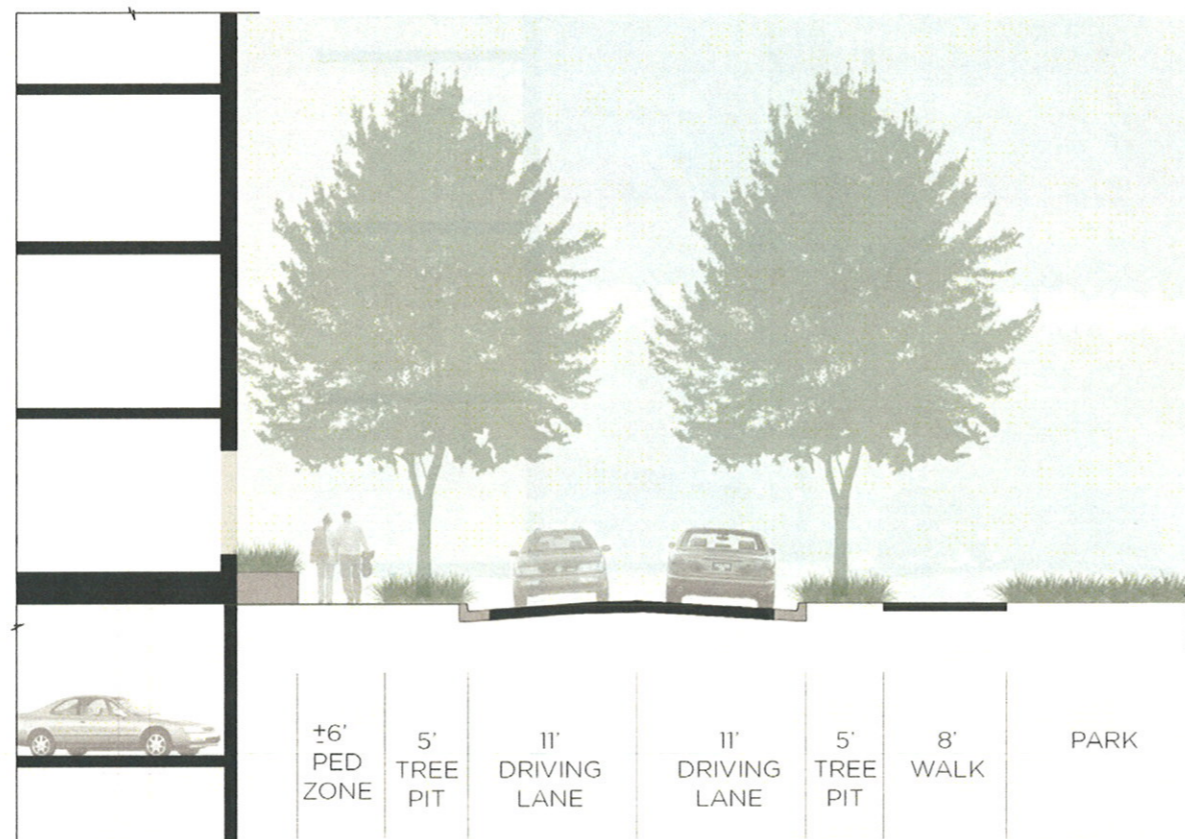 ±6'
PED
ZONE
5'
TREE
PIT
11'
DRIVING
LANE
11'
DRIVING
LANE
5'
TREE
PIT
8'
WALK
PARK